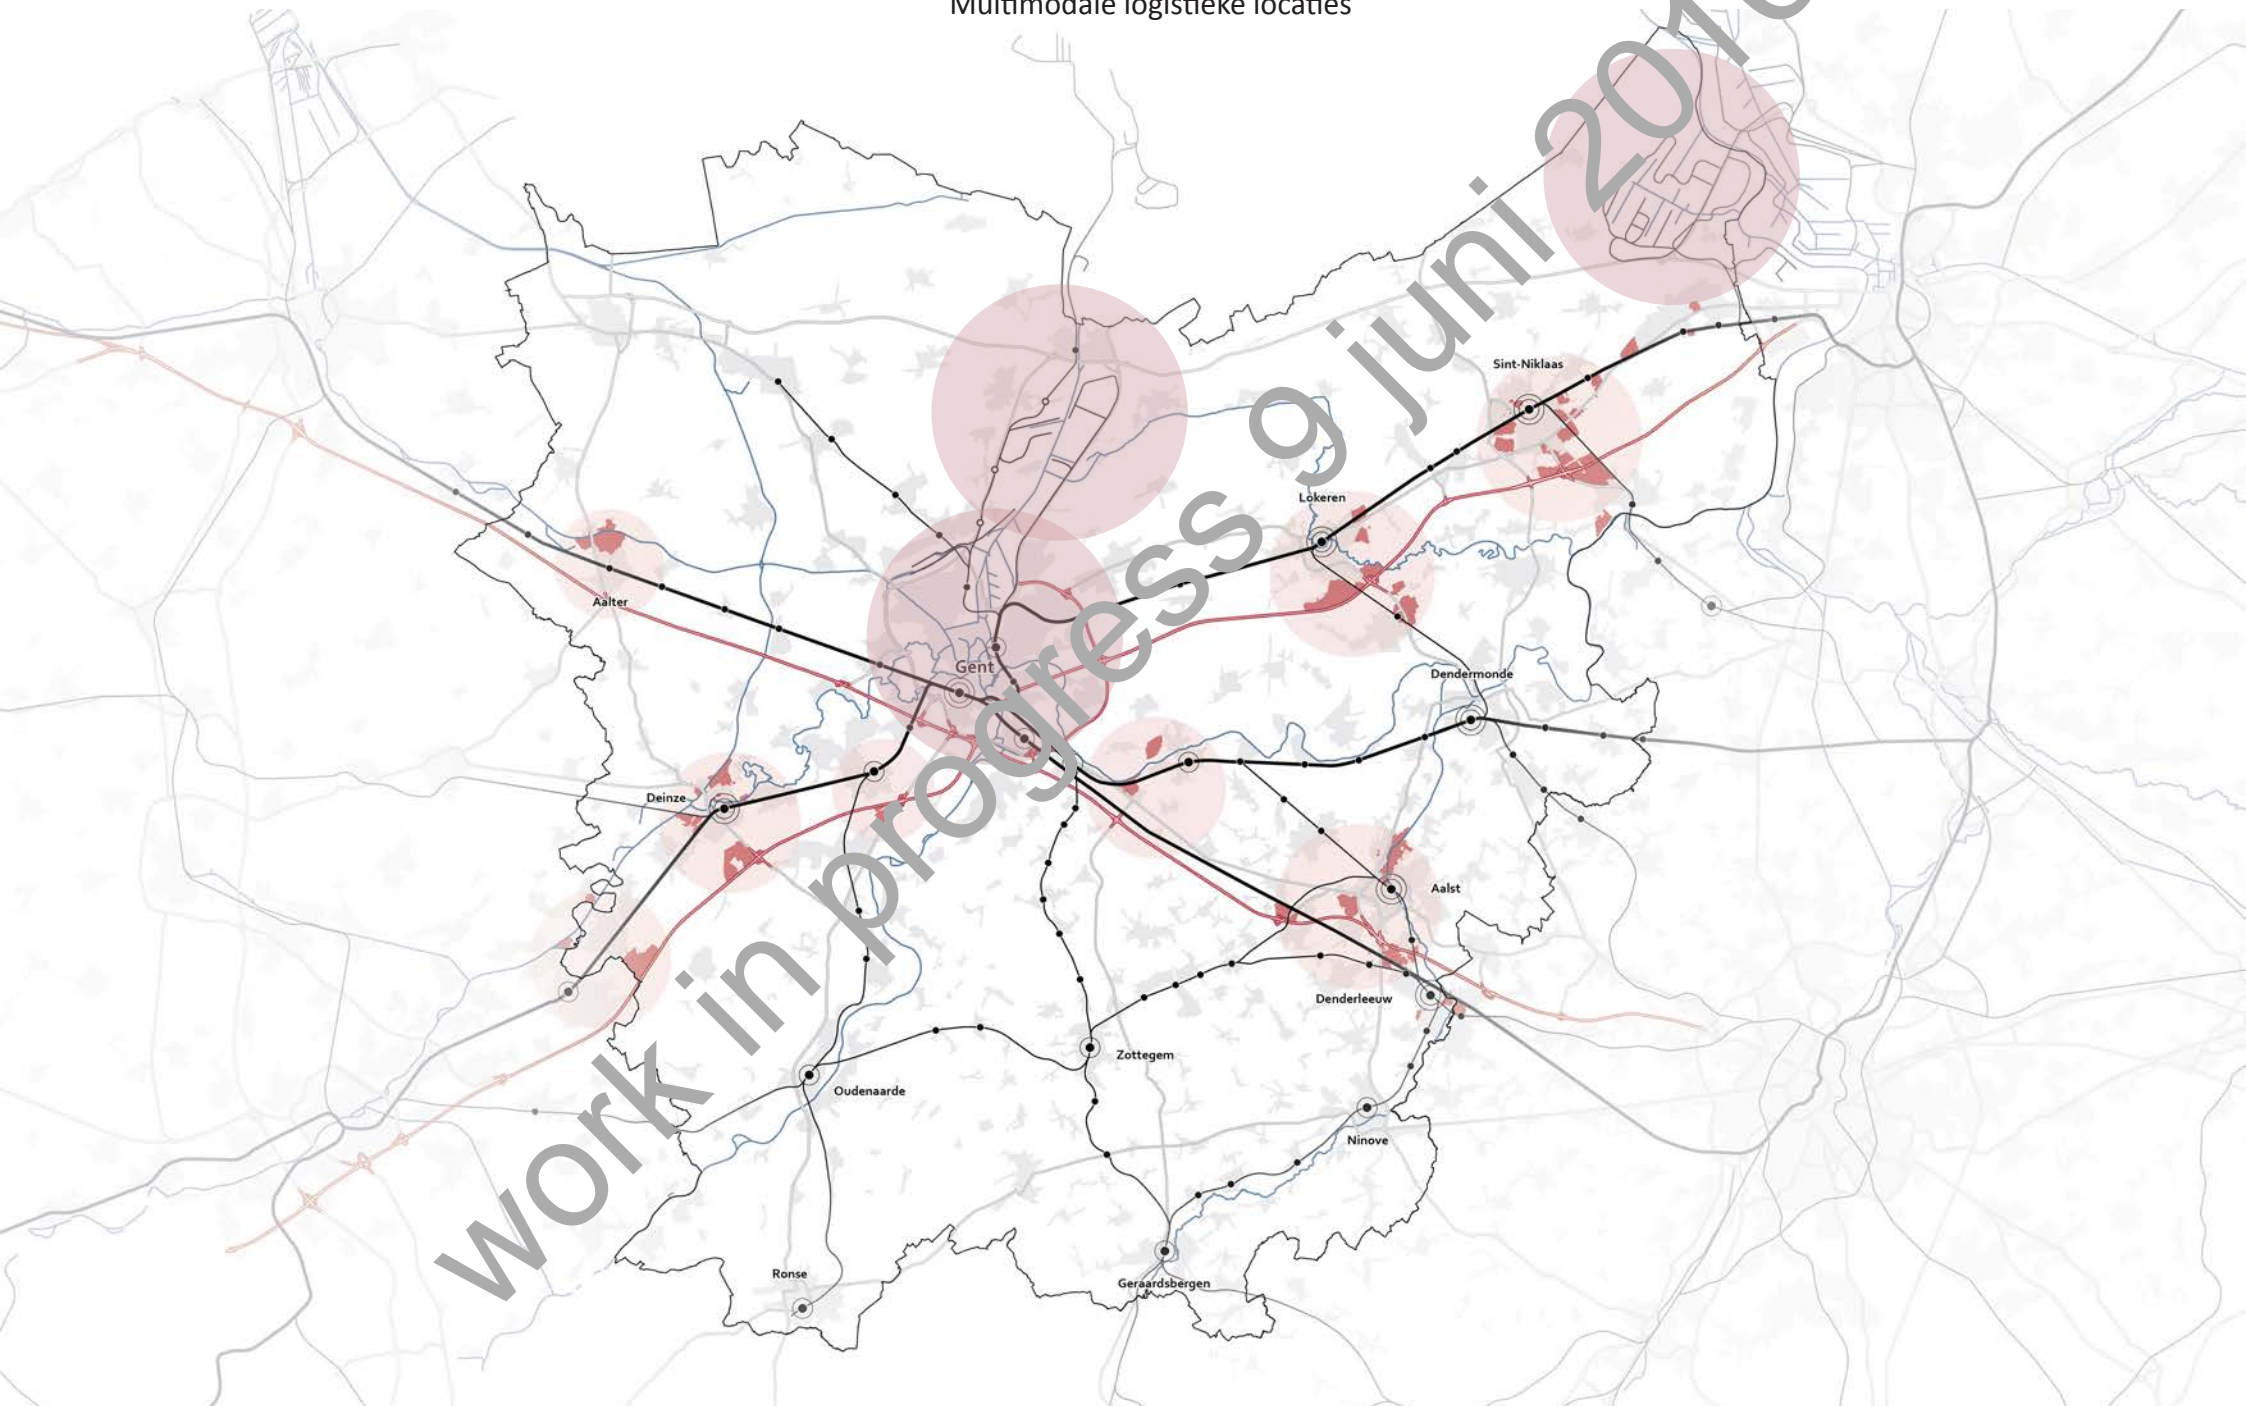 Multimodale logistieke locaties
work in progress 9 juni 201
Sint-Niklaas
Lokeren
Aalter
Gent
Dendermonde
Deinze
Aalst
Denderleeuw
Zottegem
Oudenaarde
Ninove
Ronse
Geraardsbergen